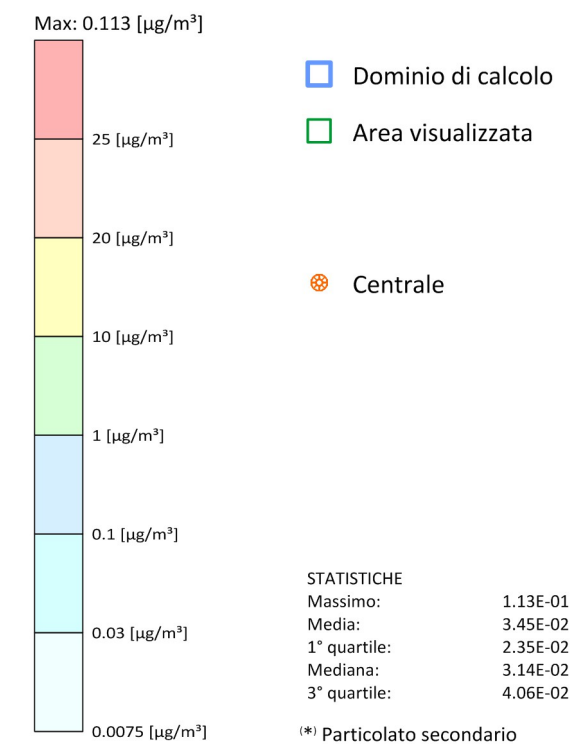 Max: 0.113 [µg/m³]
Dominio di calcolo
Area visualizzata
25 [µg/m³]
20 [µg/m³]
Centrale
10 [µg/m³]
1 [µg/m³]
0.1 [µg/m³]
0.03 [µg/m³]
0.0075 [µg/m³]
STATISTICHE
Massimo: 1.13E-01
Media: 3.45E-02
1° quartile: 2.35E-02
Mediana: 3.14E-02
3° quartile: 4.06E-02
(*) Particolato secondario